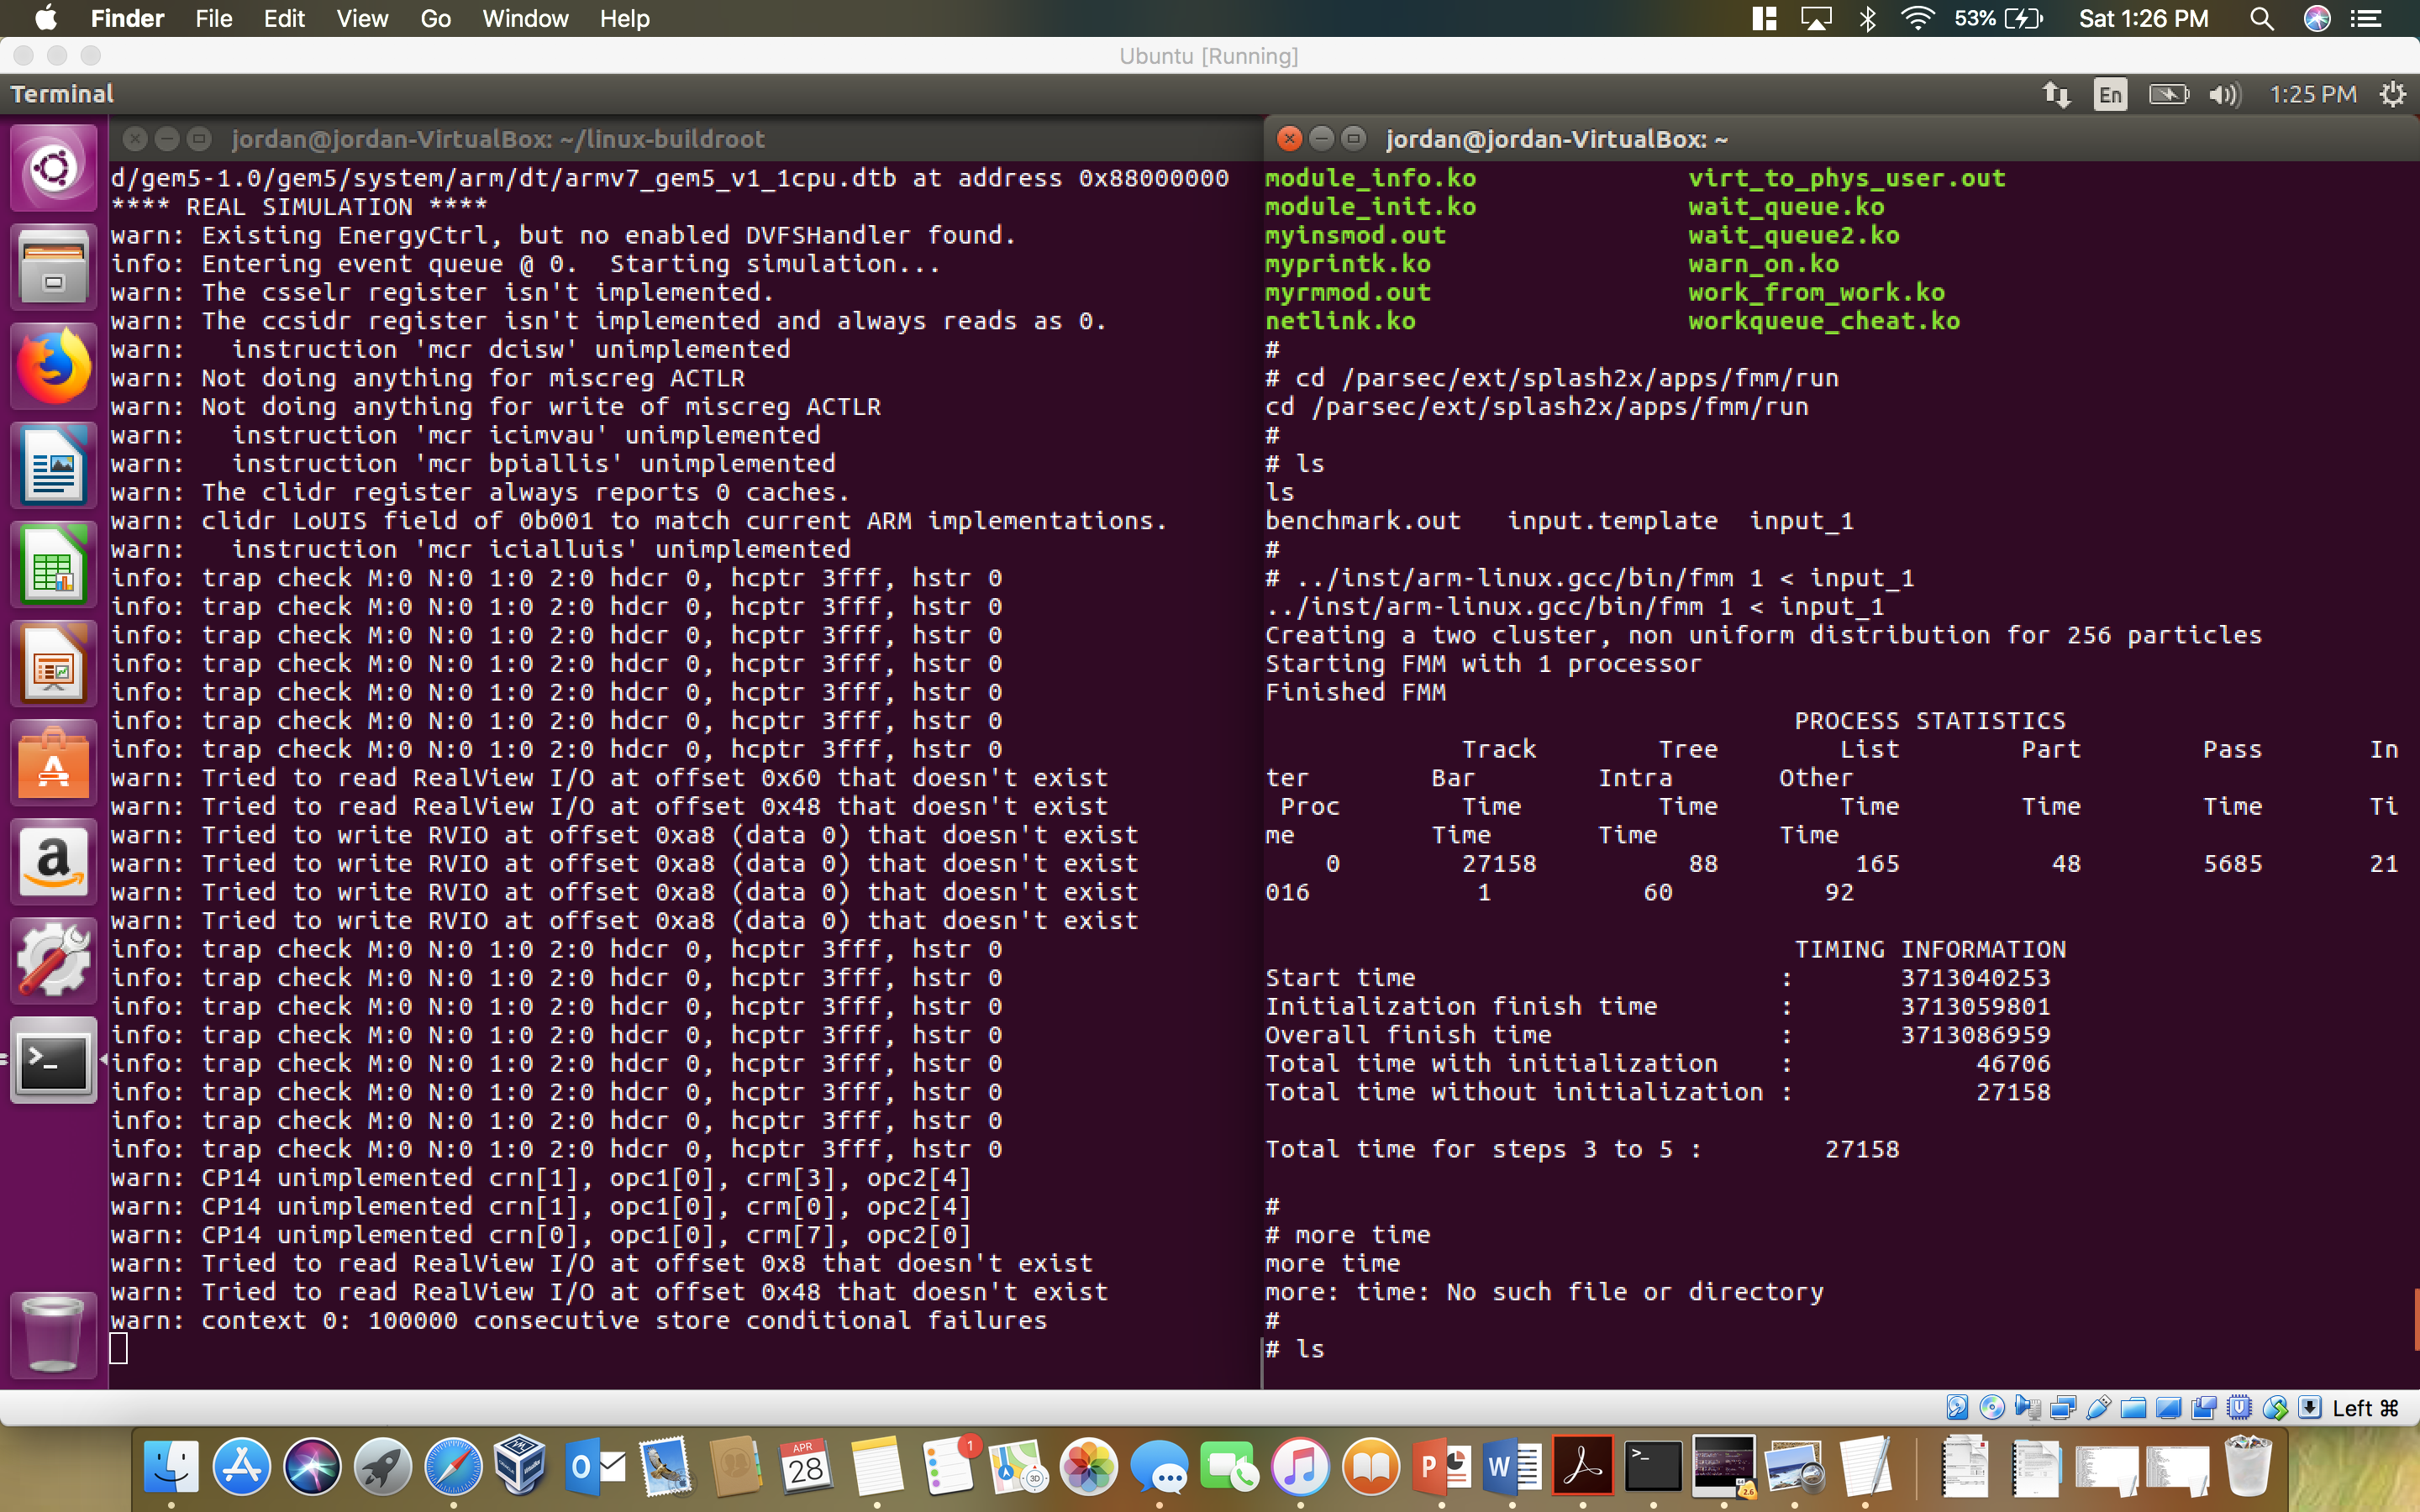 Finder File Edit View Go Window Help 53% Sat 1:26 PM
Ubuntu [Running]
Terminal En 1:25 PM
jordan@jordan-VirtualBox: ~/linux-buildroot
d/gem5-1.0/gem5/system/arm/dt/armv7_gem5_v1_1cpu.dtb at address 0x88000000
**** REAL SIMULATION ****
warn: Existing EnergyCtrl, but no enabled DVFSHandler found.
info: Entering event queue @ 0.  Starting simulation...
warn: The csselr register isn't implemented.
warn: The ccsidr register isn't implemented and always reads as 0.
warn:   instruction 'mcr dcisw' unimplemented
warn: Not doing anything for miscreg ACTLR
warn: Not doing anything for write of miscreg ACTLR
warn:   instruction 'mcr icimvau' unimplemented
warn:   instruction 'mcr bpiallis' unimplemented
warn: The clidr register always reports 0 caches.
warn: clidr LoUIS field of 0b001 to match current ARM implementations.
warn:   instruction 'mcr icialluis' unimplemented
info: trap check M:0 N:0 1:0 2:0 hdcr 0, hcptr 3fff, hstr 0
info: trap check M:0 N:0 1:0 2:0 hdcr 0, hcptr 3fff, hstr 0
info: trap check M:0 N:0 1:0 2:0 hdcr 0, hcptr 3fff, hstr 0
info: trap check M:0 N:0 1:0 2:0 hdcr 0, hcptr 3fff, hstr 0
info: trap check M:0 N:0 1:0 2:0 hdcr 0, hcptr 3fff, hstr 0
info: trap check M:0 N:0 1:0 2:0 hdcr 0, hcptr 3fff, hstr 0
info: trap check M:0 N:0 1:0 2:0 hdcr 0, hcptr 3fff, hstr 0
warn: Tried to read RealView I/O at offset 0x60 that doesn't exist
warn: Tried to read RealView I/O at offset 0x48 that doesn't exist
warn: Tried to write RVIO at offset 0xa8 (data 0) that doesn't exist
warn: Tried to write RVIO at offset 0xa8 (data 0) that doesn't exist
warn: Tried to write RVIO at offset 0xa8 (data 0) that doesn't exist
warn: Tried to write RVIO at offset 0xa8 (data 0) that doesn't exist
info: trap check M:0 N:0 1:0 2:0 hdcr 0, hcptr 3fff, hstr 0
info: trap check M:0 N:0 1:0 2:0 hdcr 0, hcptr 3fff, hstr 0
info: trap check M:0 N:0 1:0 2:0 hdcr 0, hcptr 3fff, hstr 0
info: trap check M:0 N:0 1:0 2:0 hdcr 0, hcptr 3fff, hstr 0
info: trap check M:0 N:0 1:0 2:0 hdcr 0, hcptr 3fff, hstr 0
info: trap check M:0 N:0 1:0 2:0 hdcr 0, hcptr 3fff, hstr 0
info: trap check M:0 N:0 1:0 2:0 hdcr 0, hcptr 3fff, hstr 0
info: trap check M:0 N:0 1:0 2:0 hdcr 0, hcptr 3fff, hstr 0
warn: CP14 unimplemented crn[1], opc1[0], crm[3], opc2[4]
warn: CP14 unimplemented crn[1], opc1[0], crm[0], opc2[4]
warn: CP14 unimplemented crn[0], opc1[0], crm[7], opc2[0]
warn: Tried to read RealView I/O at offset 0x8 that doesn't exist
warn: Tried to read RealView I/O at offset 0x48 that doesn't exist
warn: context 0: 100000 consecutive store conditional failures
jordan@jordan-VirtualBox: ~
module_info.ko virt_to_phys_user.out
module_init.ko wait_queue.ko
myinsmod.out wait_queue2.ko
myprintk.ko warn_on.ko
myrmmod.out work_from_work.ko
netlink.ko workqueue_cheat.ko
#
# cd /parsec/ext/splash2x/apps/fmm/run
cd /parsec/ext/splash2x/apps/fmm/run
#
# ls
ls
benchmark.out   input.template  input_1
#
# ../inst/arm-linux.gcc/bin/fmm 1 < input_1
../inst/arm-linux.gcc/bin/fmm 1 < input_1
Creating a two cluster, non uniform distribution for 256 particles
Starting FMM with 1 processor
Finished FMM
PROCESS STATISTICS
Track Tree List Part Pass In
ter Bar Intra Other
Proc Time Time Time Time Time Ti
me Time Time Time
0 27158 88 165 48 5685 21
016 1 60 92
TIMING INFORMATION
Start time : 3713040253
Initialization finish time : 3713059801
Overall finish time : 3713086959
Total time with initialization : 46706
Total time without initialization : 27158
Total time for steps 3 to 5 : 27158
#
# more time
more time
more: time: No such file or directory
#
# ls
Left ⌘
APR
28
1
3D